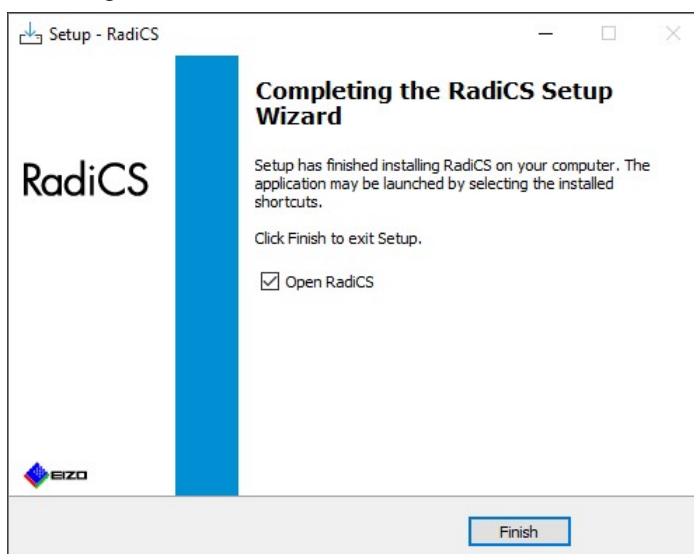 Setup - RadiCS
Completing the RadiCS Setup
Wizard
RadiCS
Setup has finished installing RadiCS on your computer. The
application may be launched by selecting the installed
shortcuts.
Click Finish to exit Setup.
Open RadiCS
EIZO
Finish